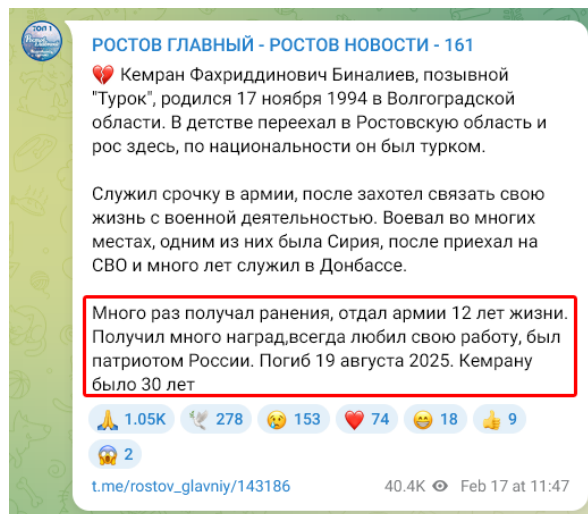 ТОП 1
РОСТОВ ГЛАВНЫЙ - РОСТОВ НОВОСТИ - 161
💔 Кемран Фахриддинович Биналиев, позывной
"Турок", родился 17 ноября 1994 в Волгоградской
области. В детстве переехал в Ростовскую область и
рос здесь, по национальности он был турком.
Служил срочку в армии, после захотел связать свою
жизнь с военной деятельностью. Воевал во многих
местах, одним из них была Сирия, после приехал на
СВО и много лет служил в Донбассе.
Много раз получал ранения, отдал армии 12 лет жизни.
Получил много наград,всегда любил свою работу, был
патриотом России. Погиб 19 августа 2025. Кемрану
было 30 лет
🙏 1.05K 🕊 278 😢 153 ❤️ 74 😁 18 👍 9
😱 2
t.me/rostov_glavniy/143186 40.4K Feb 17 at 11:47